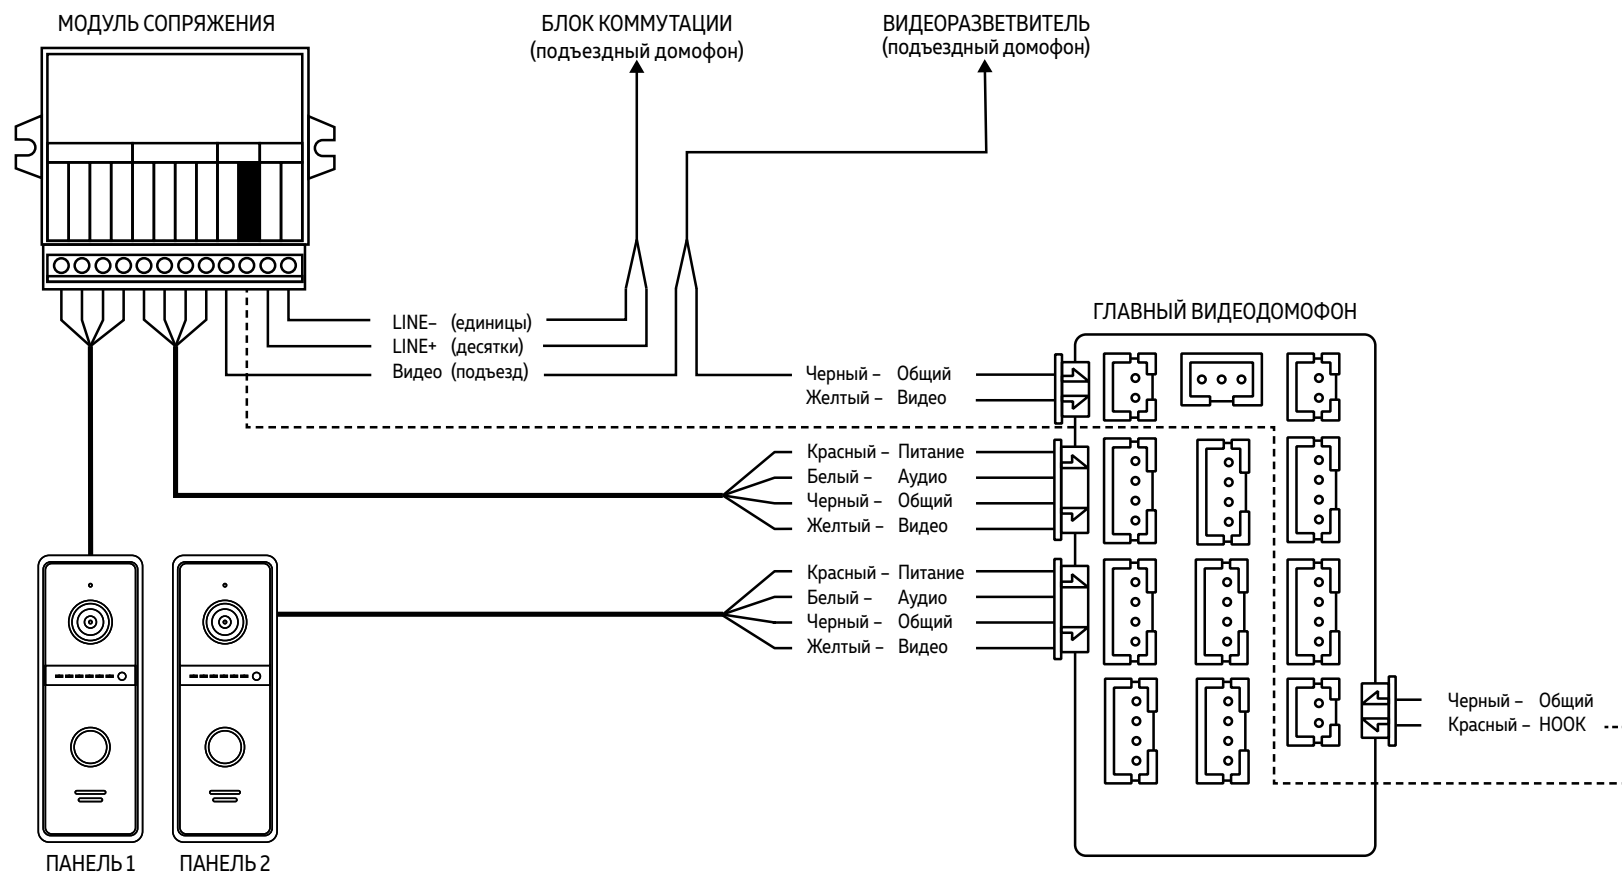 МОДУЛЬ СОПРЯЖЕНИЯ
БЛОК КОММУТАЦИИ
(подъездный домофон)
ВИДЕОРАЗВЕТВИТЕЛЬ
(подъездный домофон)
LINE– (единицы)
LINE+ (десятки)
Видео (подъезд)
ГЛАВНЫЙ ВИДЕОДОМОФОН
Черный – Общий
Желтый – Видео
Красный – Питание
Белый – Аудио
Черный – Общий
Желтый – Видео
Красный – Питание
Белый – Аудио
Черный – Общий
Желтый – Видео
Черный – Общий
Красный – HOOK
ПАНЕЛЬ 1
ПАНЕЛЬ 2